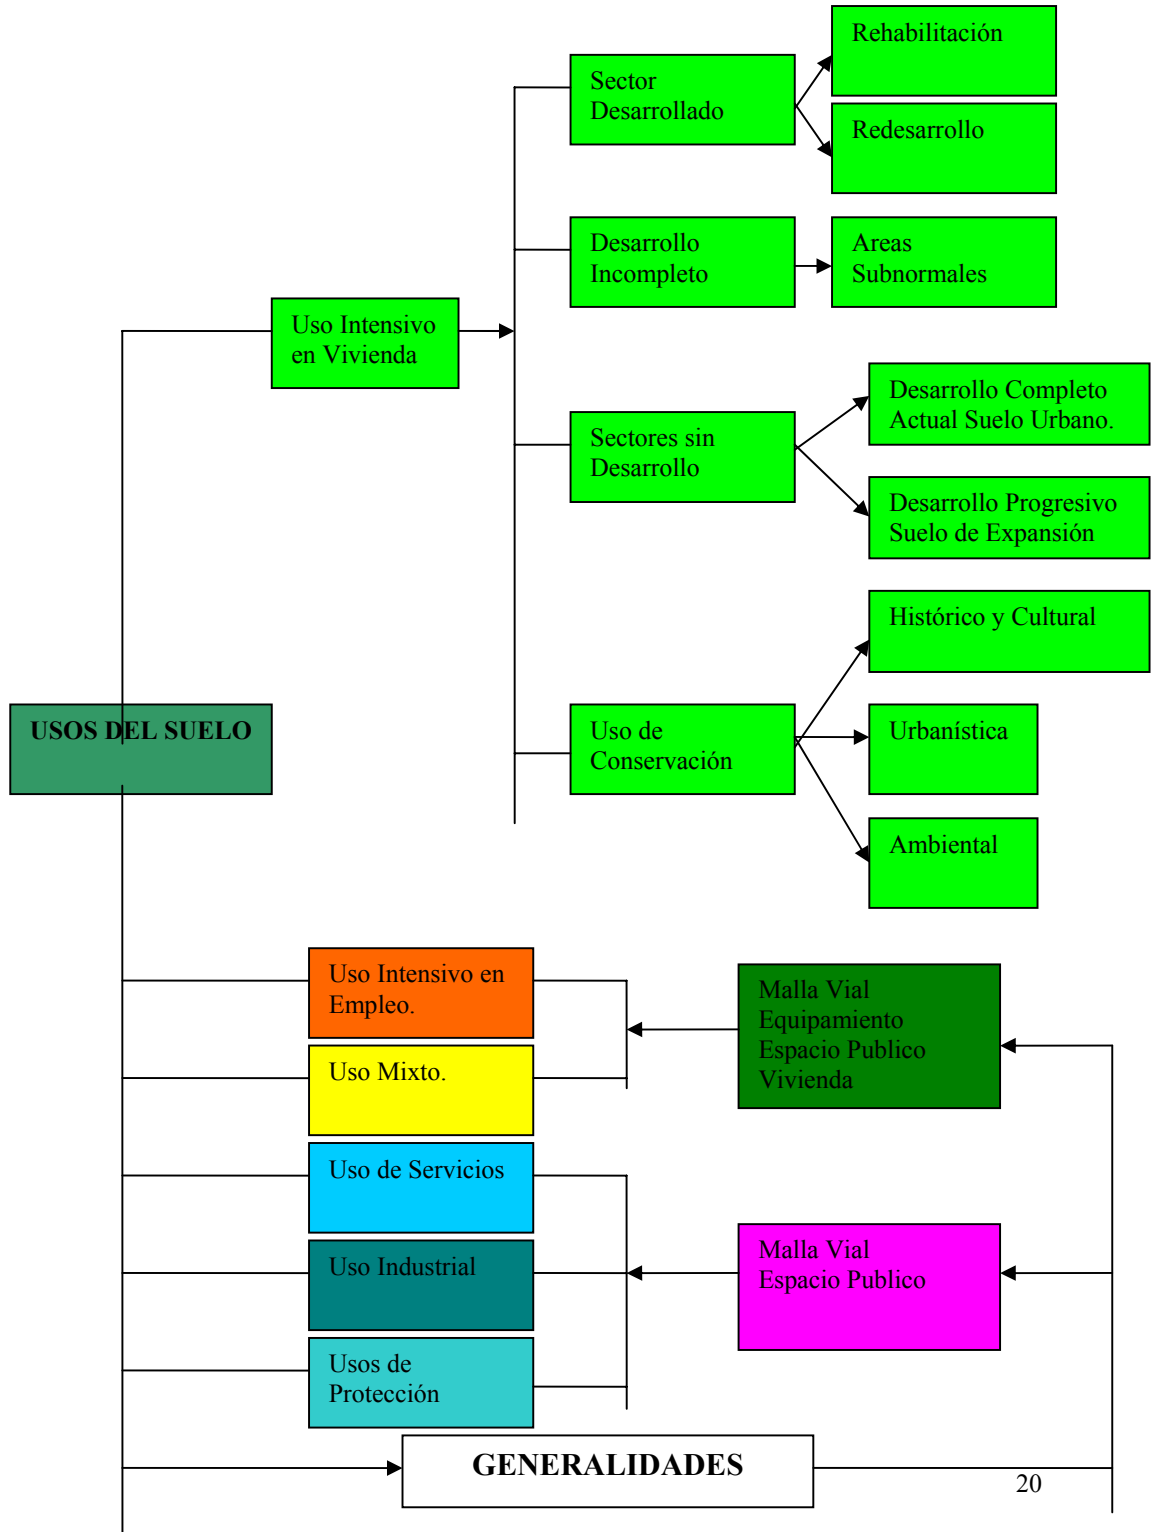 Rehabilitación
Sector
Desarrollado
Redesarrollo
Desarrollo
Incompleto
Areas
Subnormales
Uso Intensivo
en Vivienda
Desarrollo Completo
Actual Suelo Urbano.
Sectores sin
Desarrollo
Desarrollo Progresivo
Suelo de Expansión
Histórico y Cultural
USOS DEL SUELO
Uso de
Conservación
Urbanística
Ambiental
Uso Intensivo en
Empleo.
Malla Vial
Equipamiento
Espacio Publico
Vivienda
Uso Mixto.
Uso de Servicios
Uso Industrial
Malla Vial
Espacio Publico
Usos de
Protección
GENERALIDADES
20